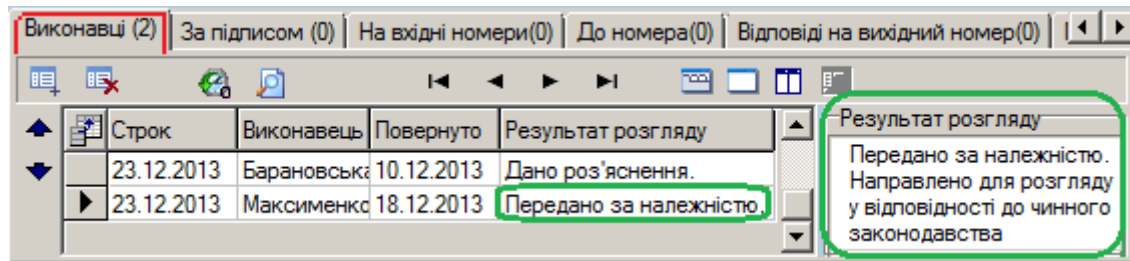 Виконавці (2) За підписом (0) На вхідні номери(0) До номера(0) Відповіді на вихідний номер(0)
Строк Виконавець Повернуто Результат розгляду
23.12.2013 Барановська 10.12.2013 Дано роз'яснення.
23.12.2013 Максименко 18.12.2013 Передано за належністю.
Результат розгляду
Передано за належністю.
Направлено для розгляду
у відповідності до чинного
законодавства